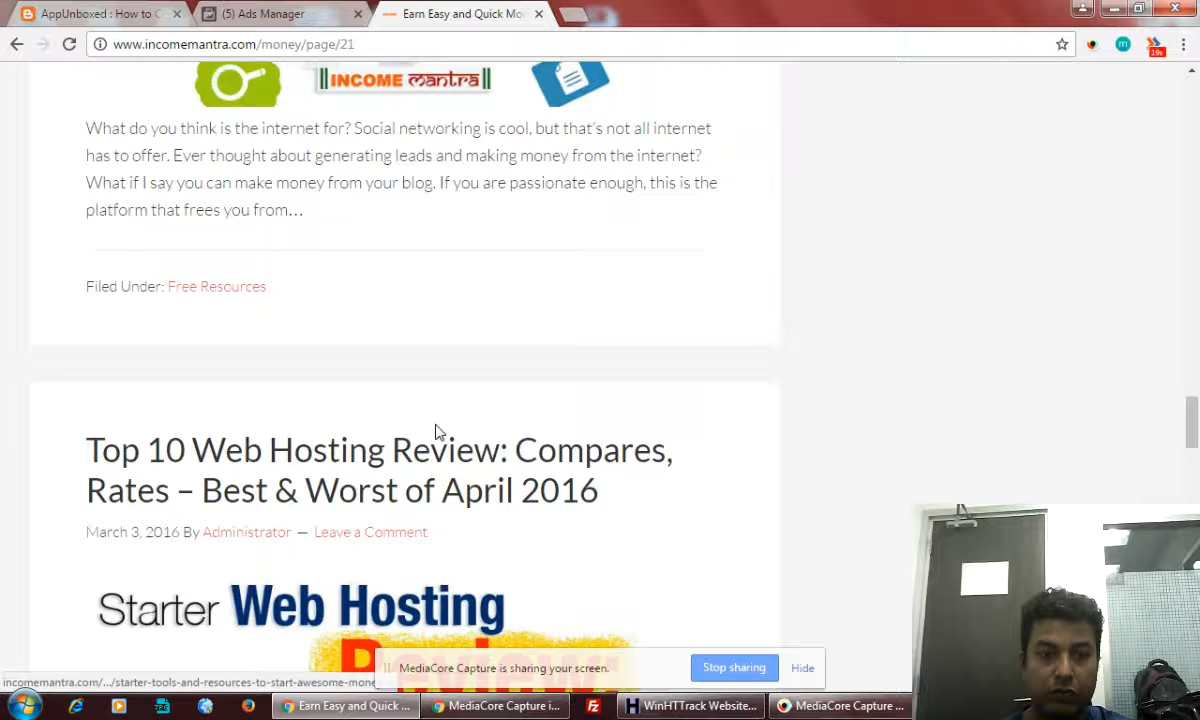 AppUnboxed : How to C
(5) Ads Manager
Earn Easy and Quick Mo
www.incomemantra.com/money/page/21
19s
INCOME mantra
What do you think is the internet for? Social networking is cool, but that's not all internet
has to offer. Ever thought about generating leads and making money from the internet?
What if I say you can make money from your blog. If you are passionate enough, this is the
platform that frees you from…
Filed Under: Free Resources
Top 10 Web Hosting Review: Compares,
Rates – Best & Worst of April 2016
March 3, 2016 By Administrator — Leave a Comment
Starter Web Hosting
Review
MediaCore Capture is sharing your screen.
Stop sharing
Hide
incomemantra.com/.../starter-tools-and-resources-to-start-awesome-mone
Earn Easy and Quick ...
MediaCore Capture i...
WinHTTrack Website...
MediaCore Capture ...